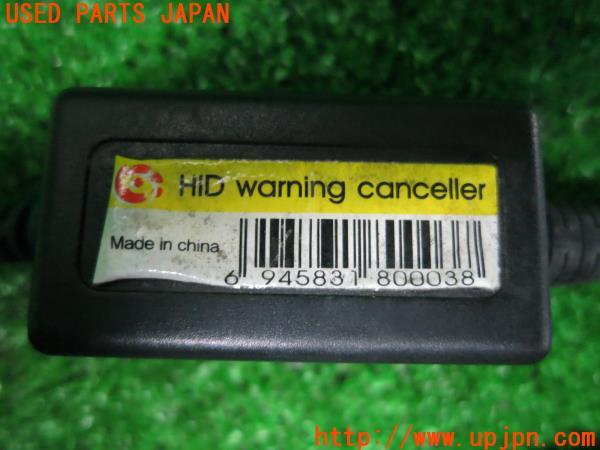 USED PARTS JAPAN
HID warning canceller
Made in china
6 945831 800038
http://www.upjpn.com